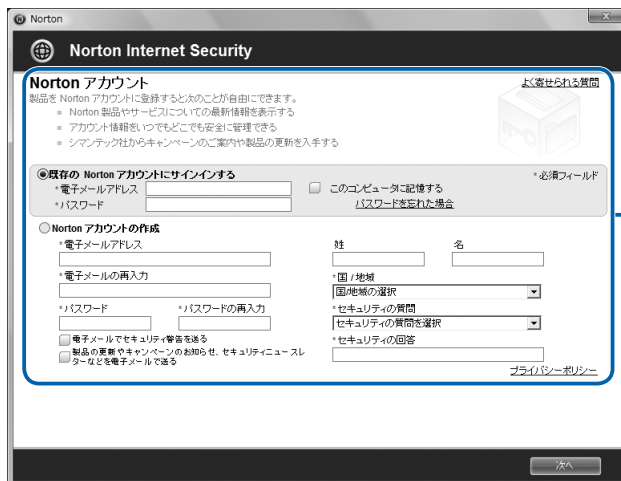 Norton
Norton Internet Security
Norton アカウント
よく寄せられる質問
製品を Norton アカウントに登録すると次のことが自由にできます。
Norton 製品やサービスについての最新情報を表示する
アカウント情報をいつでもどこでも安全に管理できる
シマンテック社からキャンペーンのご案内や製品の更新を入手する
既存の Norton アカウントにサインインする
*必須フィールド
*電子メールアドレス
このコンピュータに記憶する
*パスワード
パスワードを忘れた場合
Norton アカウントの作成
*電子メールアドレス
姓
名
*電子メールの再入力
*国 / 地域
国/地域の選択
*パスワード
*パスワードの再入力
*セキュリティの質問
セキュリティの質問を選択
電子メールでセキュリティ警告を送る
*セキュリティの回答
製品の更新やキャンペーンのお知らせ、セキュリティニュースレ
ターなどを電子メールで送る
プライバシーポリシー
次へ